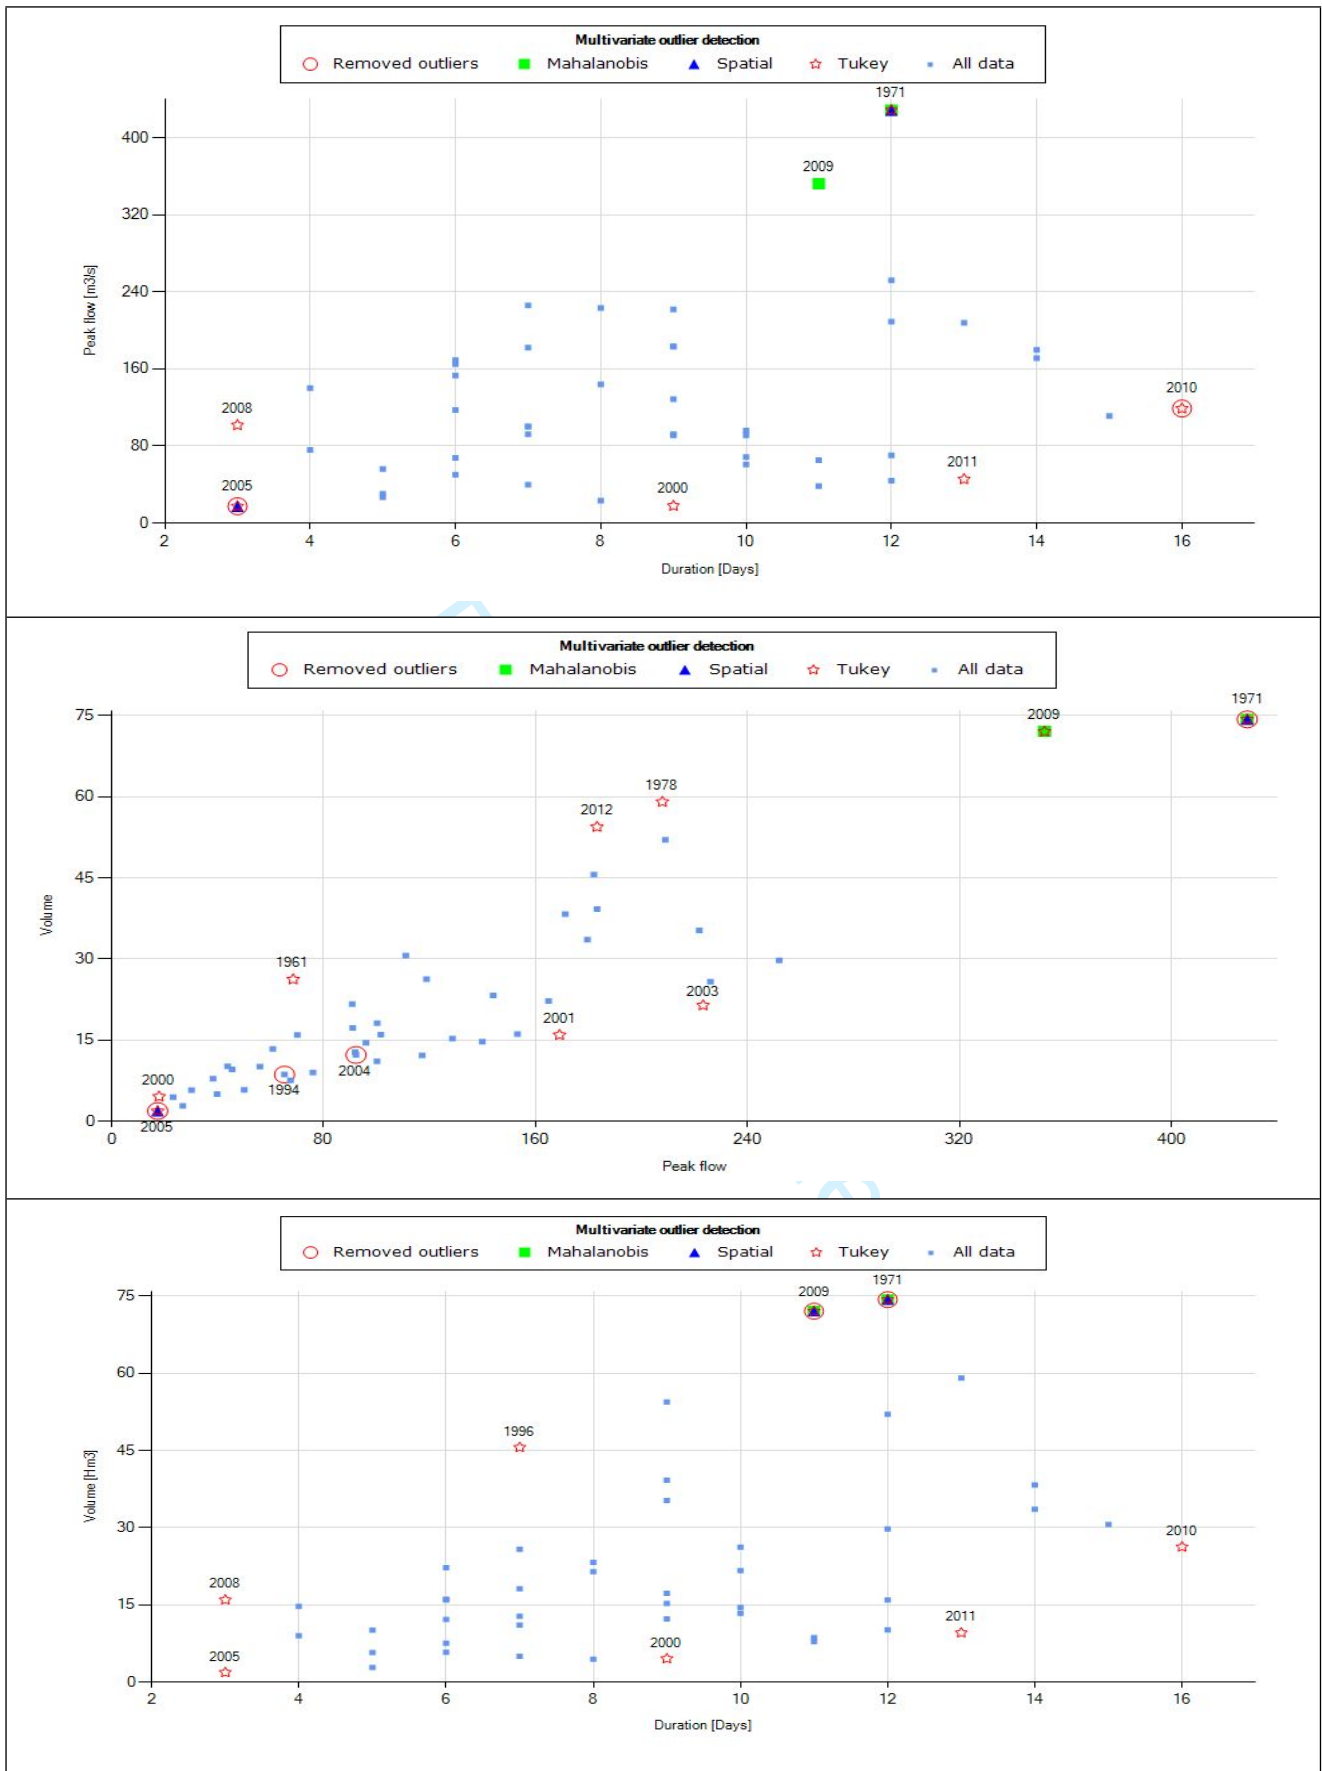 Multivariate outlier detection
Removed outliers Mahalanobis Spatial Tukey All data
1971
400
2009
320
240
Peak flow [m3/s]
160
2010
2008
80
2011
2005
2000
0
2 4 6 8 10 12 14 16
Duration [Days]
Multivariate outlier detection
Removed outliers Mahalanobis Spatial Tukey All data
1971
75
2009
1978
60
2012
45
Volume
1961
30
2003
2001
15
2004
2000
1994
0
2005
0 80 160 240 320 400
Peak flow
Multivariate outlier detection
Removed outliers Mahalanobis Spatial Tukey All data
1971
2009
75
60
1996
45
Volume [Hm3]
30
2010
2008
15
2011
2005
2000
0
2 4 6 8 10 12 14 16
Duration [Days]